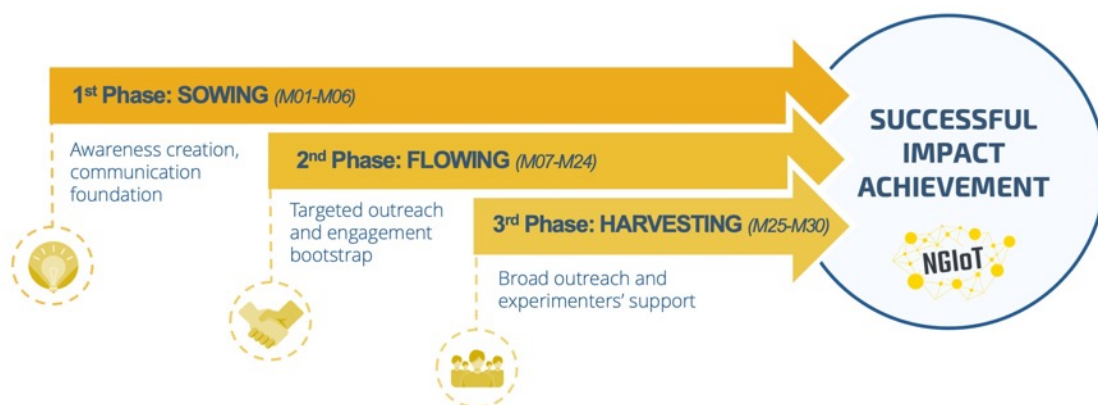 1st Phase: SOWING (M01-M06)
Awareness creation,
communication
foundation
2nd Phase: FLOWING (M07-M24)
Targeted outreach
and engagement
bootstrap
3rd Phase: HARVESTING (M25-M30)
Broad outreach and
experimenters’ support
SUCCESSFUL
IMPACT
ACHIEVEMENT
NGIoT